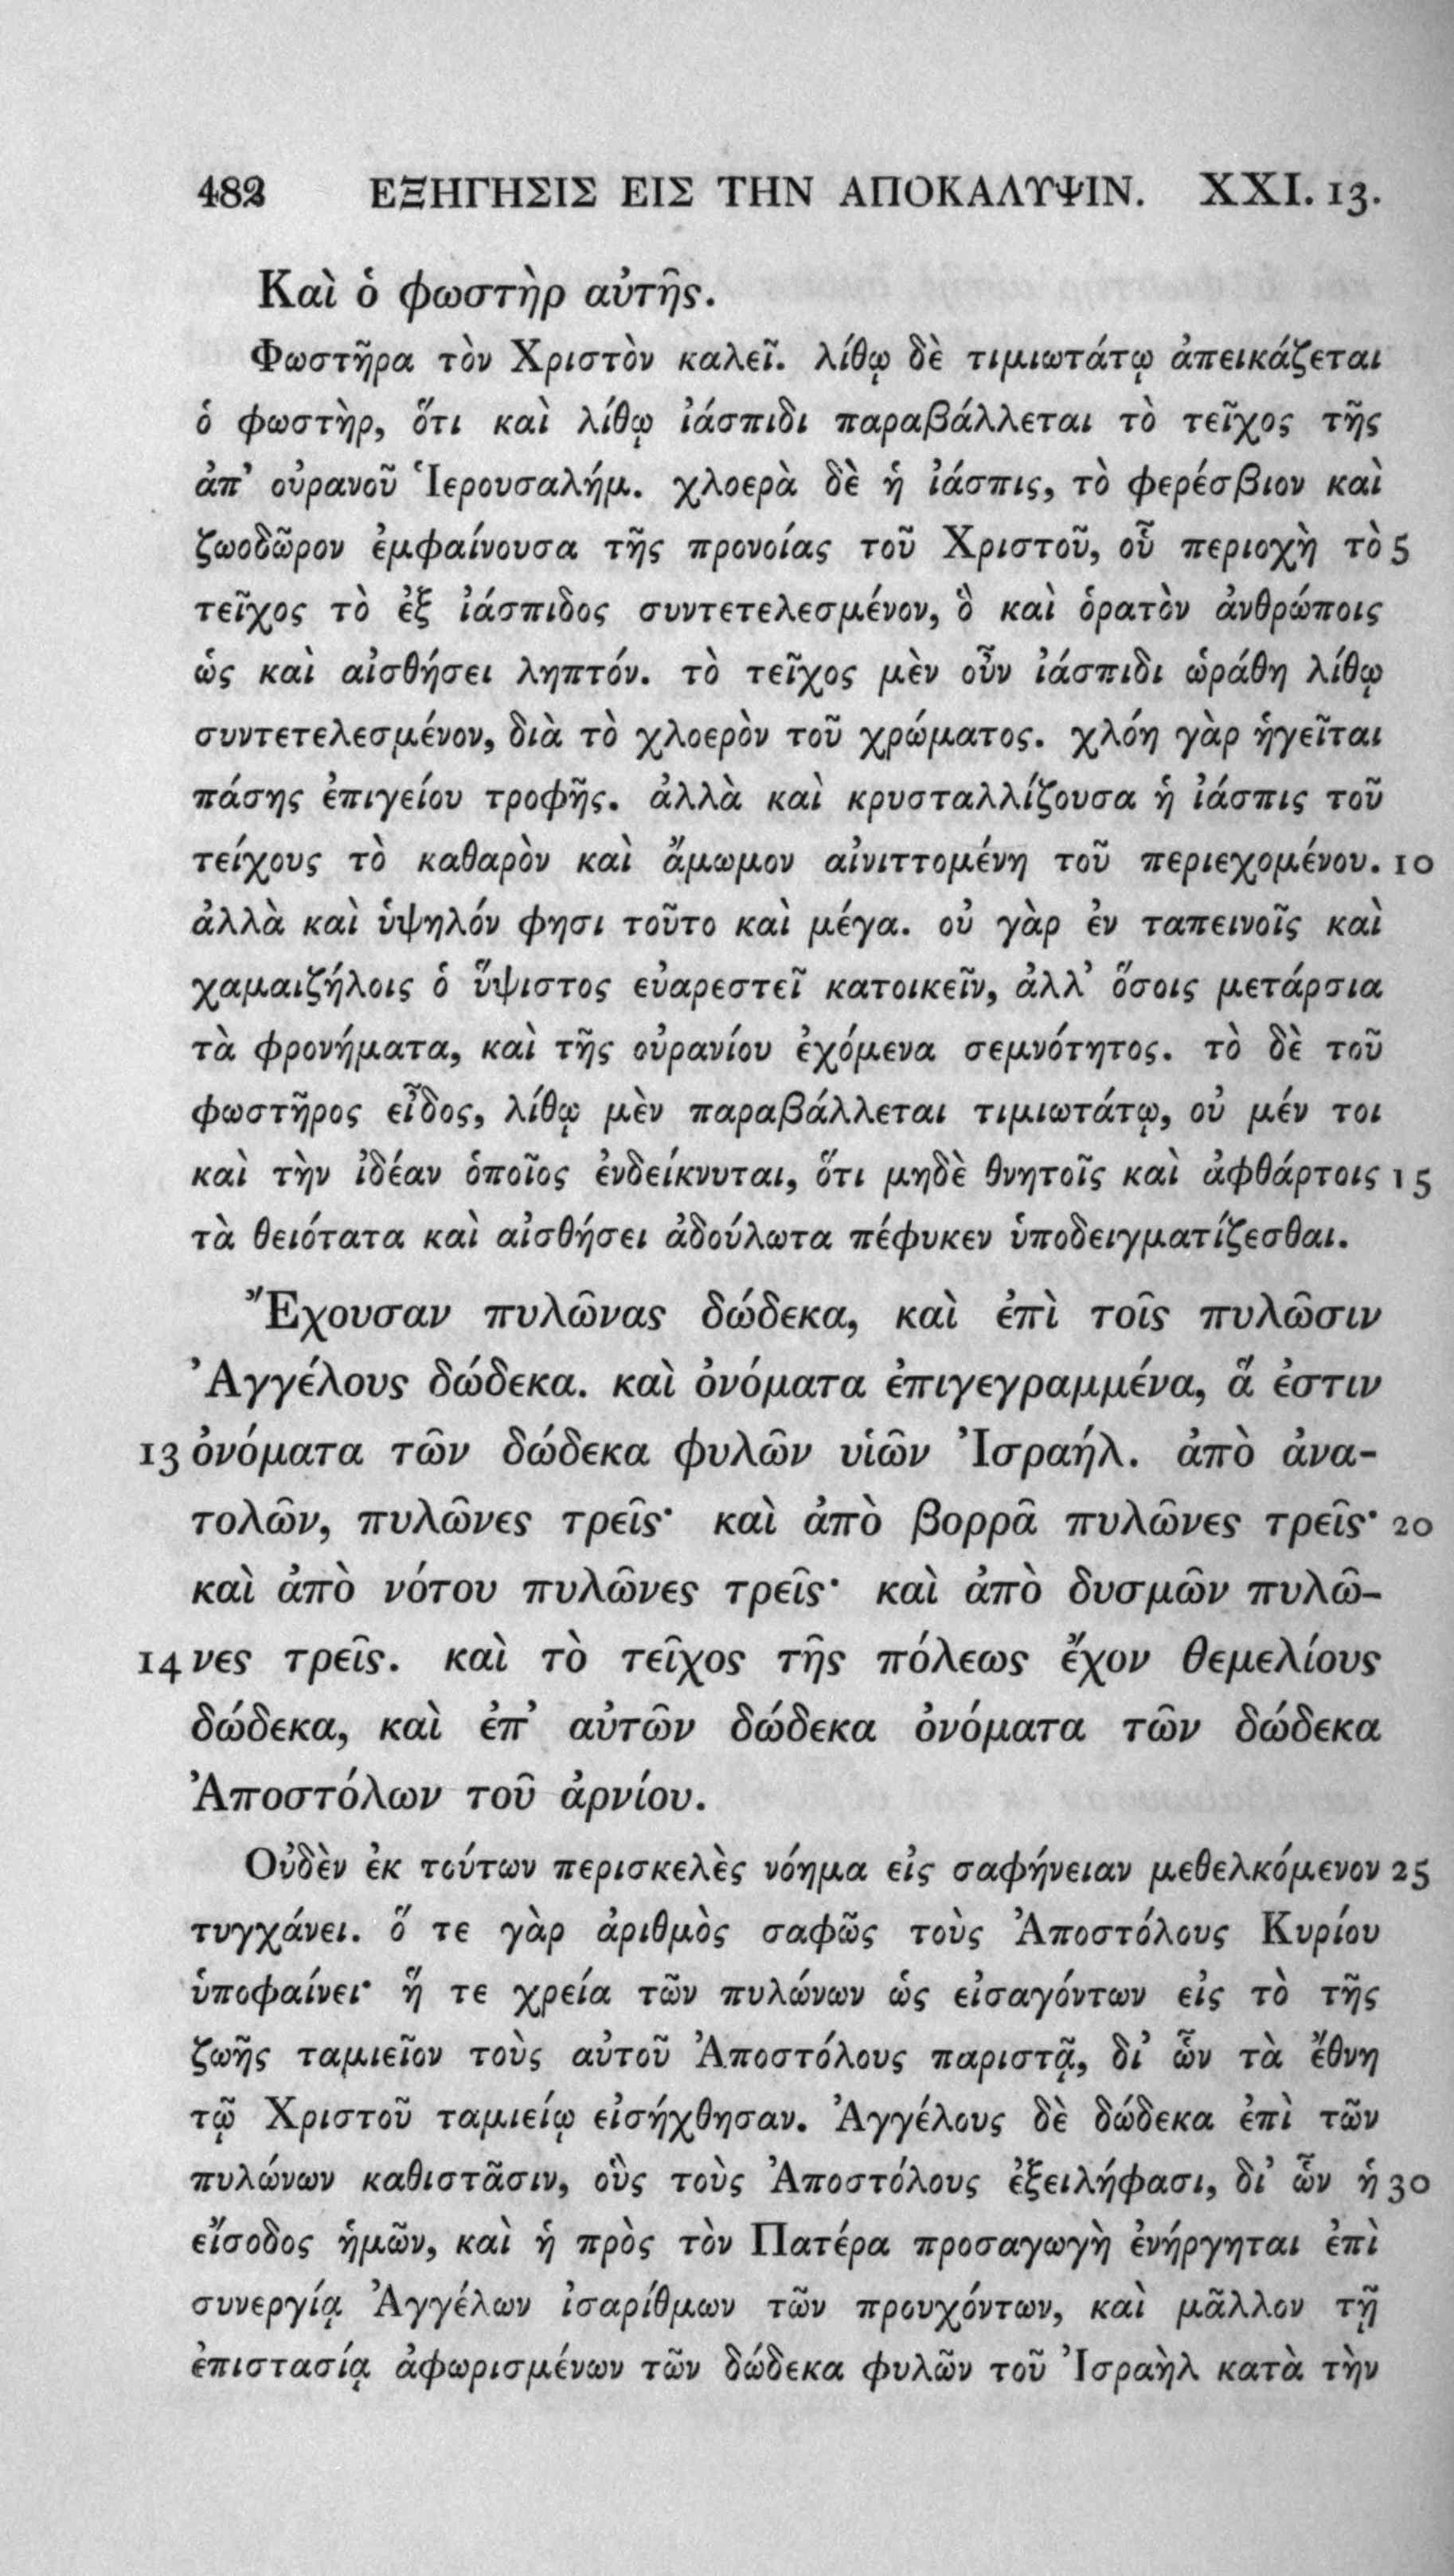 482 ΕΞΗΓΗΣΙΣ ΕΙΣ ΤΗΝ ΑΠΟΚΑΛΥΨΙΝ. XXI. 13.
Καὶ ὁ φωστὴρ αὐτῆς.
Φωστῆρα τὸν Χριστὸν καλεῖ. λίθῳ δὲ τιμιωτάτῳ ἀπεικάζεται
ὁ φωστὴρ, ὅτι καὶ λίθῳ ἰάσπιδι παραβάλλεται τὸ τεῖχος τῆς
ἀπ’ οὐρανοῦ Ἱερουσαλήμ. χλοερὰ δὲ ἡ ἰάσπις, τὸ φερέσβιον καὶ
ζωοδῶρον ἐμφαίνουσα τῆς προνοίας τοῦ Χριστοῦ, οὗ περιοχὴ τὸ 5
τεῖχος τὸ ἐξ ἰάσπιδος συντετελεσμένον, ὃ καὶ ὁρατὸν ἀνθρώποις
ὡς καὶ αἰσθήσει ληπτόν. τὸ τεῖχος μὲν οὖν ἰάσπιδι ὡράθη λίθῳ
συντετελεσμένον, διὰ τὸ χλοερὸν τοῦ χρώματος. χλόη γὰρ ἡγεῖται
πάσης ἐπιγείου τροφῆς. ἀλλὰ καὶ κρυσταλλίζουσα ἡ ἰάσπις τοῦ
τείχους τὸ καθαρὸν καὶ ἄμωμον αἰνιττομένη τοῦ περιεχομένου. 10
ἀλλὰ καὶ ὑψηλόν φησι τοῦτο καὶ μέγα. οὐ γὰρ ἐν ταπεινοῖς καὶ
χαμαιζήλοις ὁ ὕψιστος εὐαρεστεῖ κατοικεῖν, ἀλλ’ ὅσοις μετάρσια
τὰ φρονήματα, καὶ τῆς οὐρανίου ἐχόμενα σεμνότητος. τὸ δὲ τοῦ
φωστῆρος εἶδος, λίθῳ μὲν παραβάλλεται τιμιωτάτῳ, οὐ μέν τοι
καὶ τὴν ἰδέαν ὁποῖος ἐνδείκνυται, ὅτι μηδὲ θνητοῖς καὶ ἀφθάρτοις 15
τὰ θειότατα καὶ αἰσθήσει ἀδούλωτα πέφυκεν ὑποδειγματίζεσθαι.
Ἔχουσαν πυλῶνας δώδεκα, καὶ ἐπὶ τοῖς πυλῶσιν
Ἀγγέλους δώδεκα. καὶ ὀνόματα ἐπιγεγραμμένα, ἅ ἐστιν
13 ὀνόματα τῶν δώδεκα φυλῶν υἱῶν Ἰσραήλ. ἀπὸ ἀνα-
τολῶν, πυλῶνες τρεῖς· καὶ ἀπὸ βορρᾶ πυλῶνες τρεῖς· 20
καὶ ἀπὸ νότου πυλῶνες τρεῖς· καὶ ἀπὸ δυσμῶν πυλῶ-
14 νες τρεῖς. καὶ τὸ τεῖχος τῆς πόλεως ἔχον θεμελίους
δώδεκα, καὶ ἐπ’ αὐτῶν δώδεκα ὀνόματα τῶν δώδεκα
Ἀποστόλων τοῦ ἀρνίου.
Οὐδὲν ἐκ τούτων περισκελὲς νόημα εἰς σαφήνειαν μεθελκόμενον 25
τυγχάνει. ὅ τε γὰρ ἀριθμὸς σαφῶς τοὺς Ἀποστόλους Κυρίου
ὑποφαίνει· ἥ τε χρεία τῶν πυλώνων ὡς εἰσαγόντων εἰς τὸ τῆς
ζωῆς ταμιεῖον τοὺς αὐτοῦ Ἀποστόλους παριστᾷ, δι’ ὧν τὰ ἔθνη
τῷ Χριστοῦ ταμιείῳ εἰσήχθησαν. Ἀγγέλους δὲ δώδεκα ἐπὶ τῶν
πυλώνων καθιστᾶσιν, οὓς τοὺς Ἀποστόλους ἐξειλήφασι, δι’ ὧν ἡ 30
εἴσοδος ἡμῶν, καὶ ἡ πρὸς τὸν Πατέρα προσαγωγὴ ἐνήργηται ἐπὶ
συνεργίᾳ Ἀγγέλων ἰσαρίθμων τῶν προυχόντων, καὶ μᾶλλον τῇ
ἐπιστασίᾳ ἀφωρισμένων τῶν δώδεκα φυλῶν τοῦ Ἰσραὴλ κατὰ τὴν